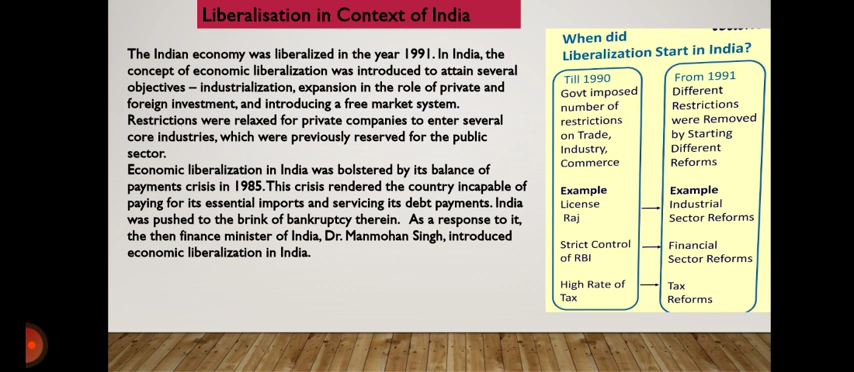 Liberalisation in Context of India
The Indian economy was liberalized in the year 1991. In India, the
concept of economic liberalization was introduced to attain several
objectives – industrialization, expansion in the role of private and
foreign investment, and introducing a free market system.
Restrictions were relaxed for private companies to enter several
core industries, which were previously reserved for the public
sector.
Economic liberalization in India was bolstered by its balance of
payments crisis in 1985. This crisis rendered the country incapable of
paying for its essential imports and servicing its debt payments. India
was pushed to the brink of bankruptcy therein. As a response to it,
the then finance minister of India, Dr. Manmohan Singh, introduced
economic liberalization in India.
When did
Liberalization Start in India?
Till 1990
Govt imposed
number of
restrictions
on Trade,
Industry,
Commerce
Example
License
Raj
Strict Control
of RBI
High Rate of
Tax
From 1991
Different
Restrictions
were Removed
by Starting
Different
Reforms
Example
Industrial
Sector Reforms
Financial
Sector Reforms
Tax
Reforms